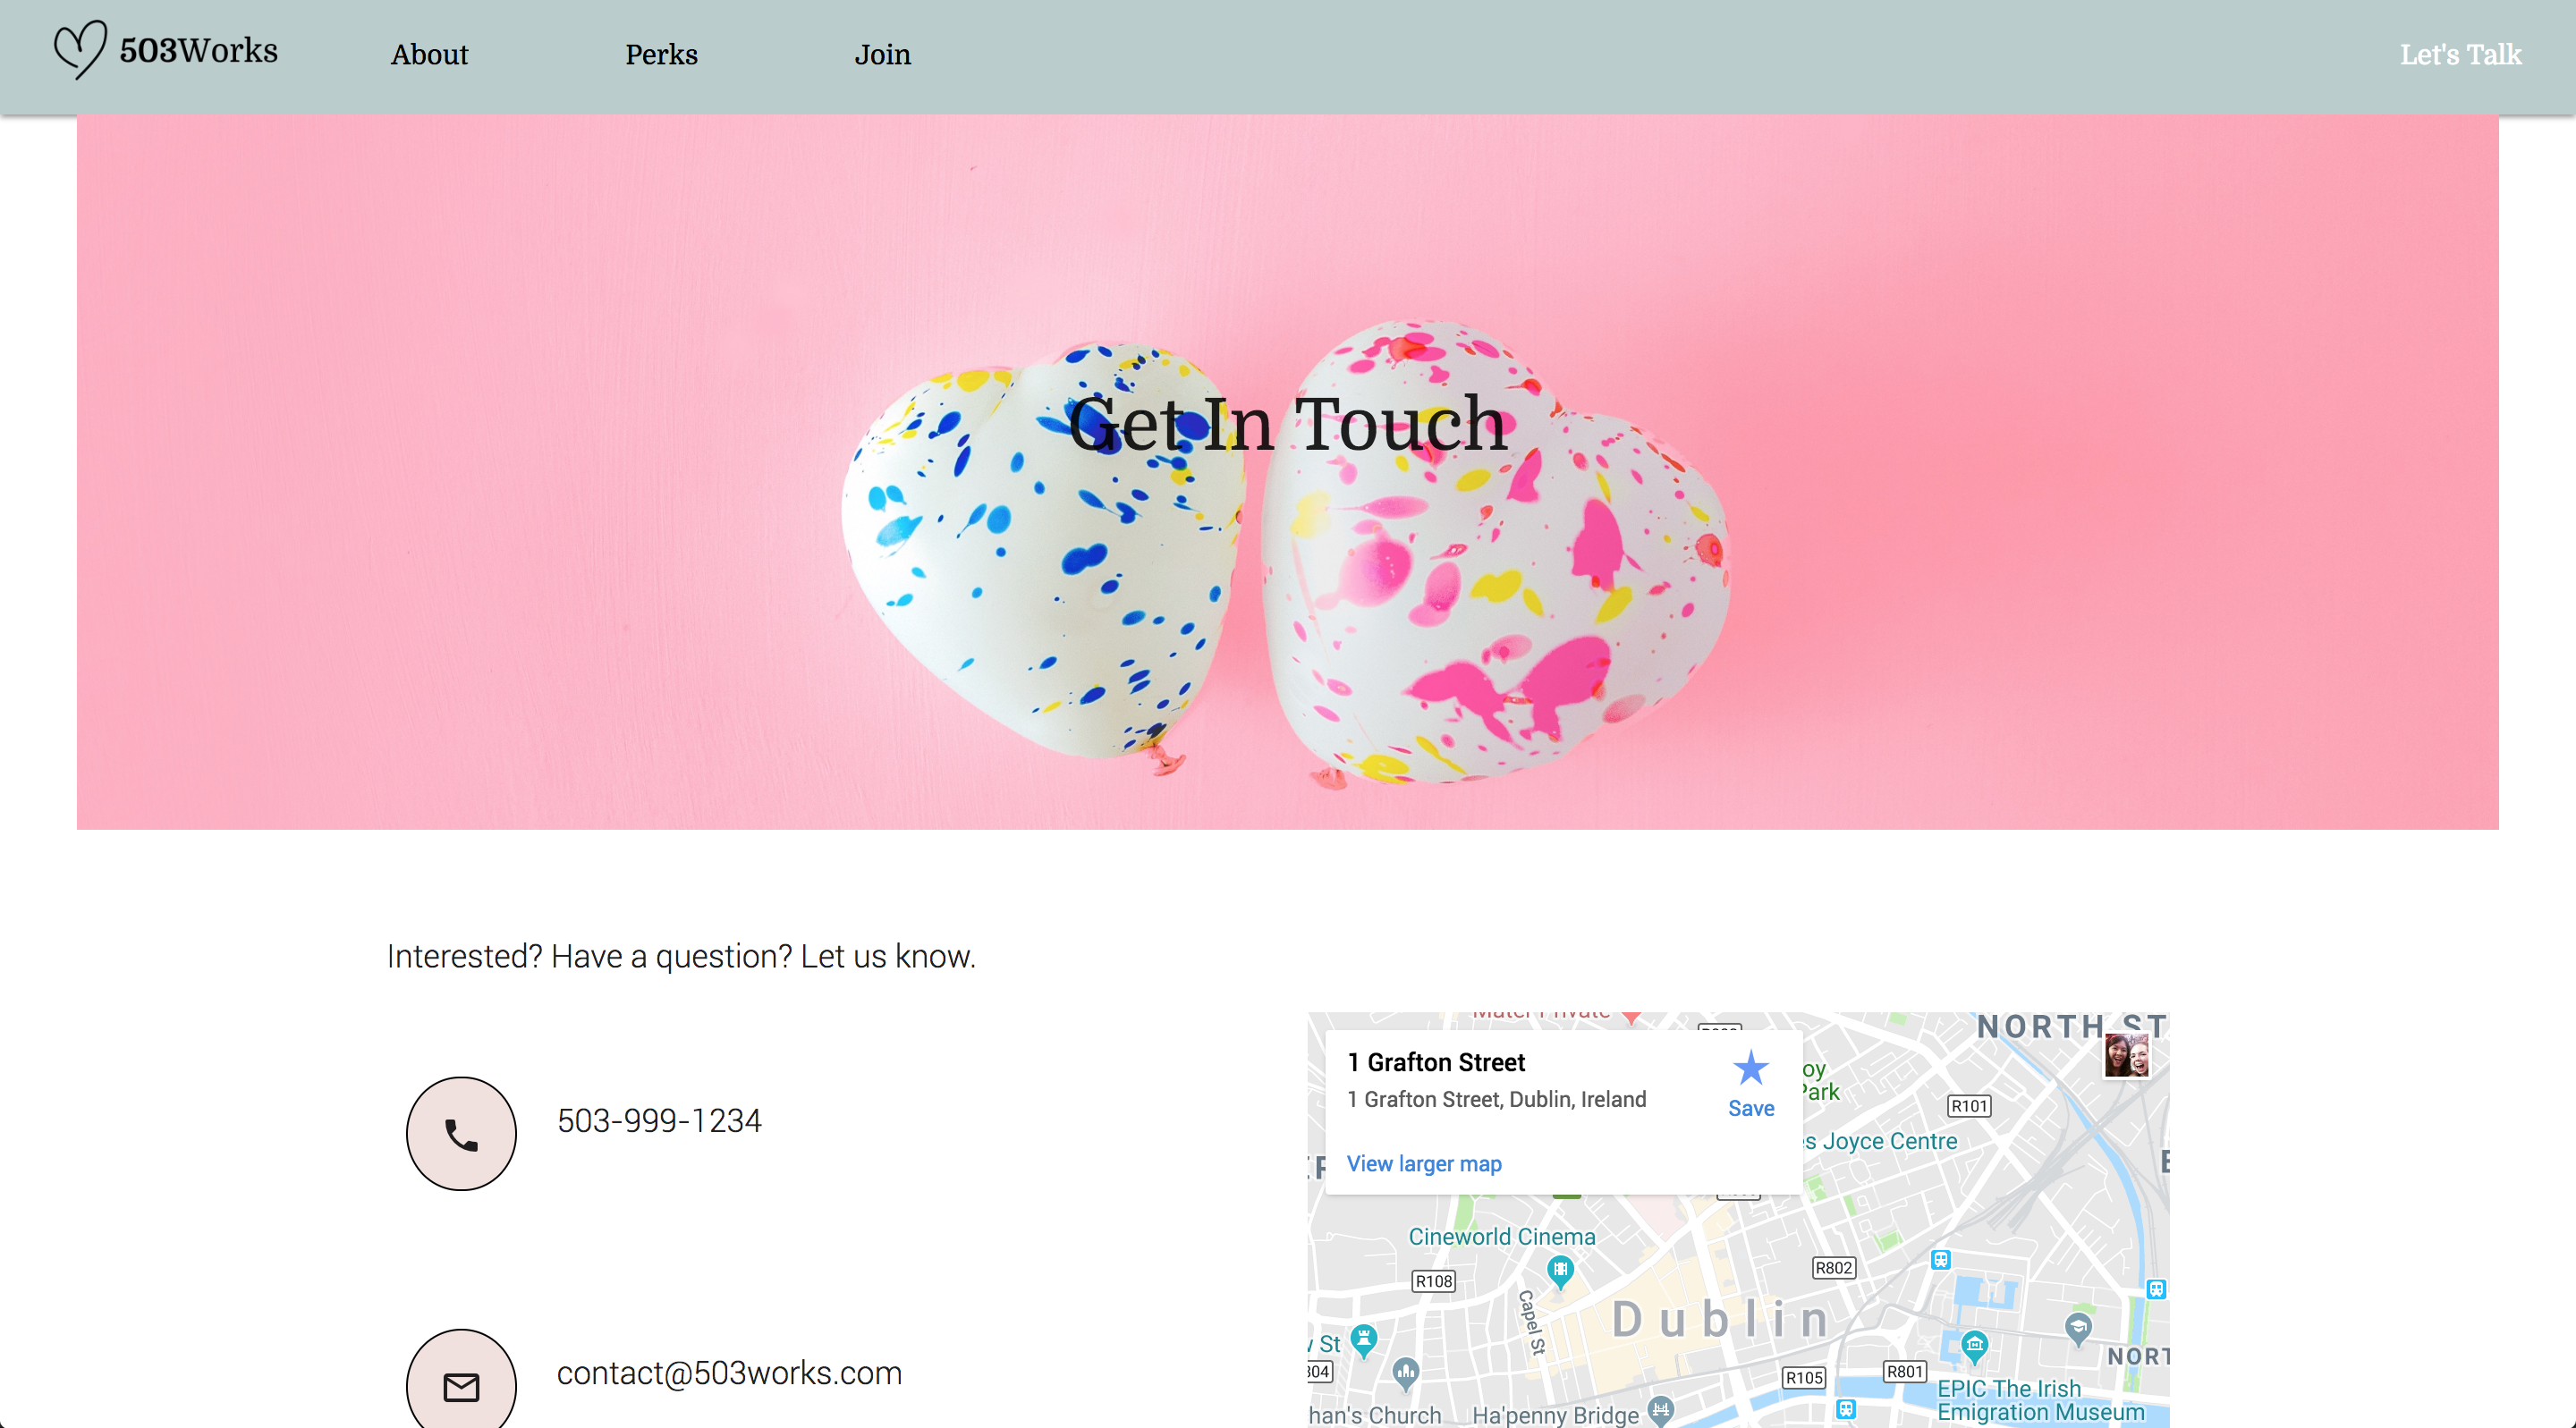 503Works
About
Perks
Join
Let's Talk
Get In Touch
Interested? Have a question? Let us know.
503-999-1234
contact@503works.com
Mater Private
NORTH ST
1 Grafton Street
1 Grafton Street, Dublin, Ireland
Save
View larger map
oy
Park
R101
s Joyce Centre
Cineworld Cinema
R108
R802
Capel St
Dublin
St
804
R105
R801
NORT
EPIC The Irish
Emigration Museum
han's Church
Ha'penny Bridge